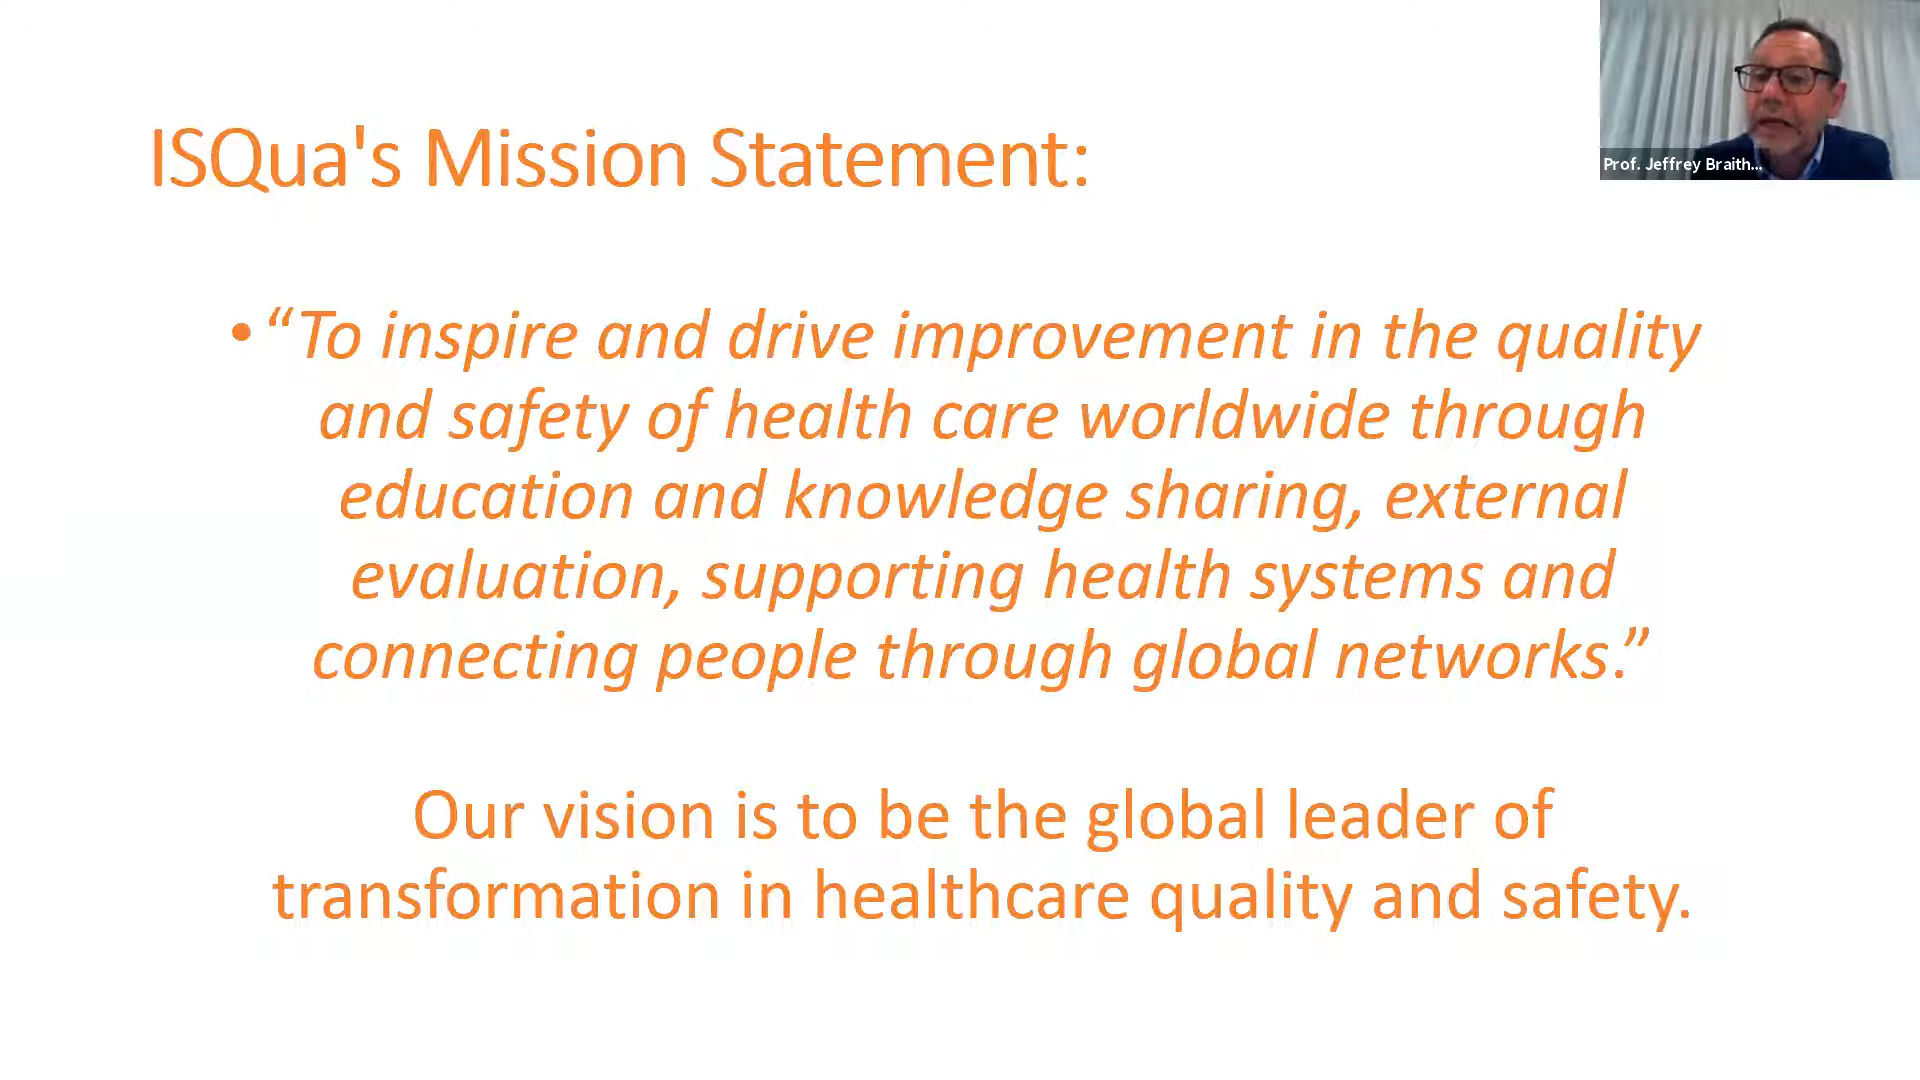 ISQua's Mission Statement:
Prof. Jeffrey Braith...
• “To inspire and drive improvement in the quality
and safety of health care worldwide through
education and knowledge sharing, external
evaluation, supporting health systems and
connecting people through global networks.”
Our vision is to be the global leader of
transformation in healthcare quality and safety.